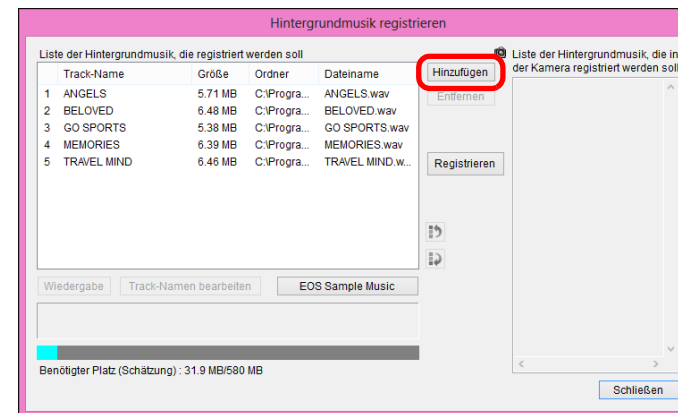 Hintergrundmusik registrieren
Liste der Hintergrundmusik, die registriert werden soll
Track-Name Größe Ordner Dateiname
1 ANGELS 5.71 MB C:\Progra... ANGELS.wav
2 BELOVED 6.48 MB C:\Progra... BELOVED.wav
3 GO SPORTS 5.38 MB C:\Progra... GO SPORTS.wav
4 MEMORIES 6.39 MB C:\Progra... MEMORIES.wav
5 TRAVEL MIND 6.46 MB C:\Progra... TRAVEL MIND.w...
Hinzufügen
Entfernen
Registrieren
Liste der Hintergrundmusik, die in
der Kamera registriert werden soll
Wiedergabe Track-Namen bearbeiten EOS Sample Music
Benötigter Platz (Schätzung) : 31.9 MB/580 MB
Schließen